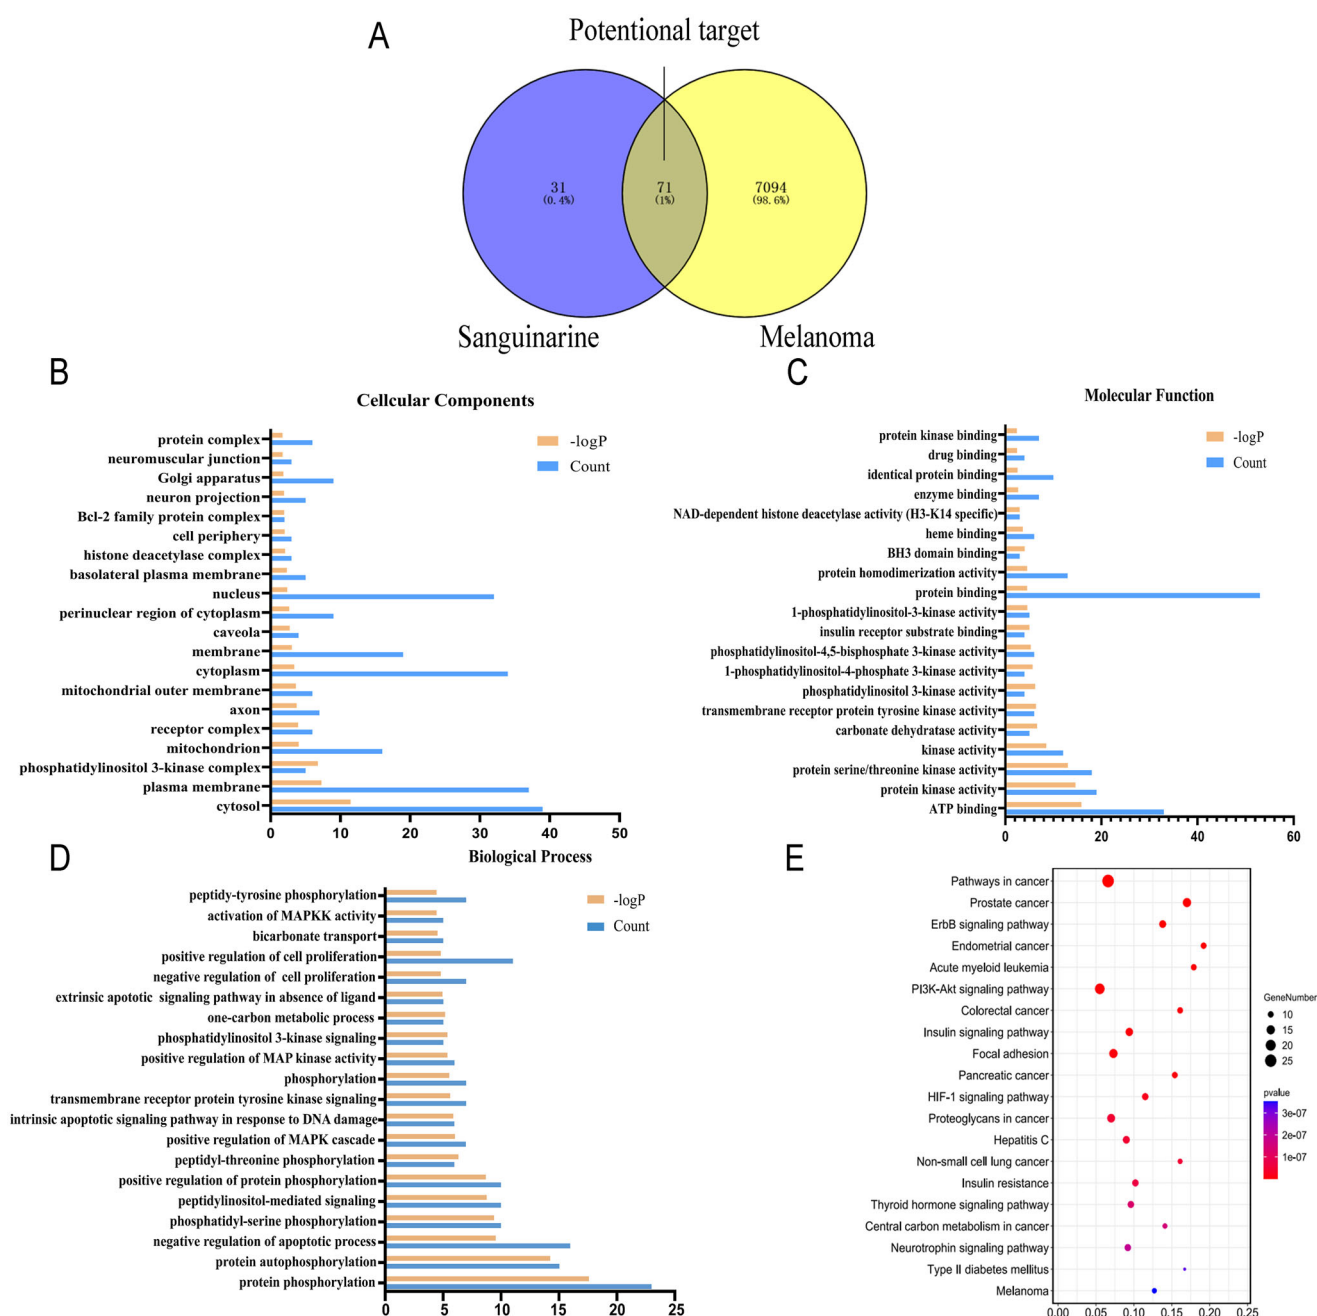 A
Potentional target
31
(0.4%)
71
(1%)
7094
(98.6%)
Sanguinarine
Melanoma
B
Cellcular Components
-logP
Count
protein complex
neuromuscular junction
Golgi apparatus
neuron projection
Bcl-2 family protein complex
cell periphery
histone deacetylase complex
basolateral plasma membrane
nucleus
perinuclear region of cytoplasm
caveola
membrane
cytoplasm
mitochondrial outer membrane
axon
receptor complex
mitochondrion
phosphatidylinositol 3-kinase complex
plasma membrane
cytosol
0 10 20 30 40 50
C
Molecular Function
-logP
Count
protein kinase binding
drug binding
identical protein binding
enzyme binding
NAD-dependent histone deacetylase activity (H3-K14 specific)
heme binding
BH3 domain binding
protein homodimerization activity
protein binding
1-phosphatidylinositol-3-kinase activity
insulin receptor substrate binding
phosphatidylinositol-4,5-bisphosphate 3-kinase activity
1-phosphatidylinositol-4-phosphate 3-kinase activity
phosphatidylinositol 3-kinase activity
transmembrane receptor protein tyrosine kinase activity
carbonate dehydratase activity
kinase activity
protein serine/threonine kinase activity
protein kinase activity
ATP binding
0 20 40 60
D
Biological Process
-logP
Count
peptidy-tyrosine phosphorylation
activation of MAPKK activity
bicarbonate transport
positive regulation of cell proliferation
negative regulation of cell proliferation
extrinsic apototic signaling pathway in absence of ligand
one-carbon metabolic process
phosphatidylinositol 3-kinase signaling
positive regulation of MAP kinase activity
phosphorylation
transmembrane receptor protein tyrosine kinase signaling
intrinsic apoptotic signaling pathway in response to DNA damage
positive regulation of MAPK cascade
peptidyl-threonine phosphorylation
positive regulation of protein phosphorylation
peptidylinositol-mediated signaling
phosphatidyl-serine phosphorylation
negative regulation of apoptotic process
protein autophosphorylation
protein phosphorylation
0 5 10 15 20 25
E
Pathways in cancer
Prostate cancer
ErbB signaling pathway
Endometrial cancer
Acute myeloid leukemia
PI3K-Akt signaling pathway
Colorectal cancer
Insulin signaling pathway
Focal adhesion
Pancreatic cancer
HIF-1 signaling pathway
Proteoglycans in cancer
Hepatitis C
Non-small cell lung cancer
Insulin resistance
Thyroid hormone signaling pathway
Central carbon metabolism in cancer
Neurotrophin signaling pathway
Type II diabetes mellitus
Melanoma
0.00 0.05 0.10 0.15 0.20 0.25
GeneNumber
10
15
20
25
pvalue
3e-07
2e-07
1e-07